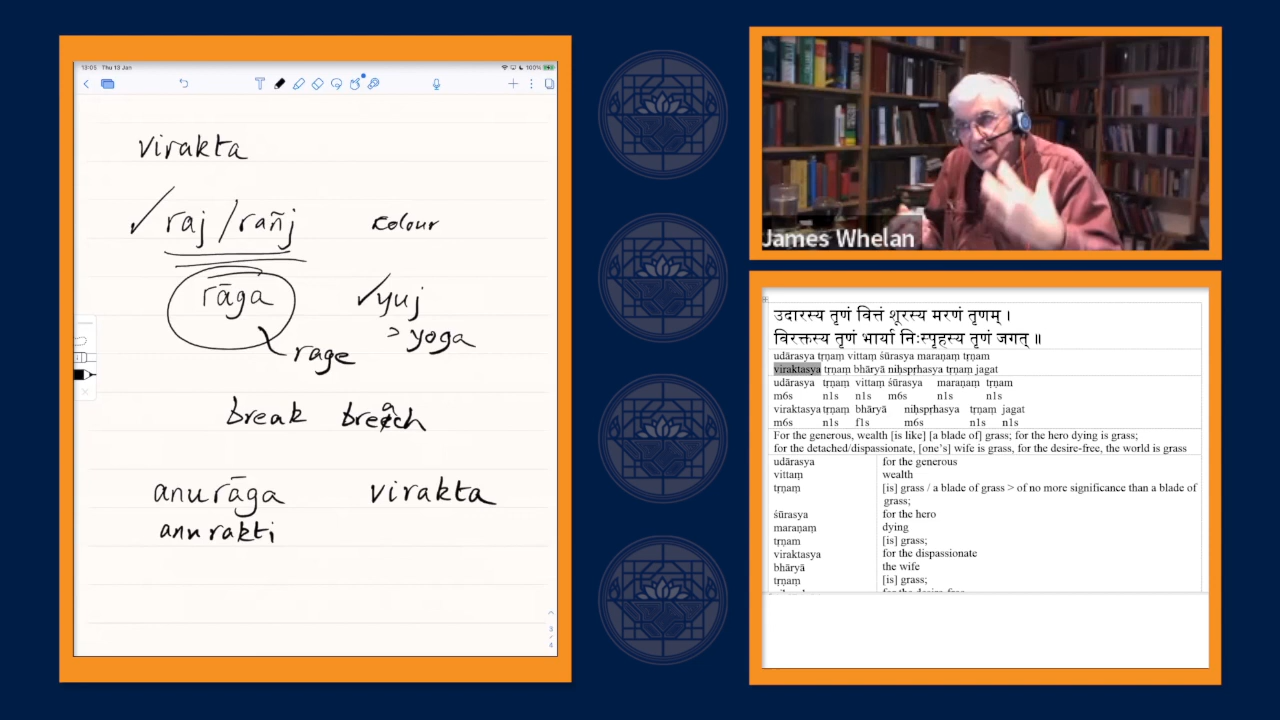 13:05 Thu 13 Jan
100%
virakta
√raj / rañj colour
rāga √yuj
> yoga
rage
break breach
anurāga virakta
anurakti
3
/
4
James Whelan
उदारस्य तृणं वित्तं शूरस्य मरणं तृणम् ।
विरक्तस्य तृणं भार्या निःस्पृहस्य तृणं जगत् ॥
udārasya tṛṇaṃ vittaṃ śūrasya maraṇaṃ tṛṇam
viraktasya tṛṇaṃ bhāryā niḥspṛhasya tṛṇaṃ jagat
udārasya tṛṇaṃ vittaṃ śūrasya maraṇaṃ tṛṇam
m6s n1s n1s m6s n1s n1s
viraktasya tṛṇaṃ bhāryā niḥspṛhasya tṛṇaṃ jagat
m6s n1s f1s m6s n1s n1s
For the generous, wealth [is like] [a blade of] grass; for the hero dying is grass;
for the detached/dispassionate, [one's] wife is grass, for the desire-free, the world is grass
udārasya for the generous
vittaṃ wealth
tṛṇaṃ [is] grass / a blade of grass > of no more significance than a blade of
grass;
śūrasya for the hero
maraṇaṃ dying
tṛṇam [is] grass;
viraktasya for the dispassionate
bhāryā the wife
tṛṇaṃ [is] grass;